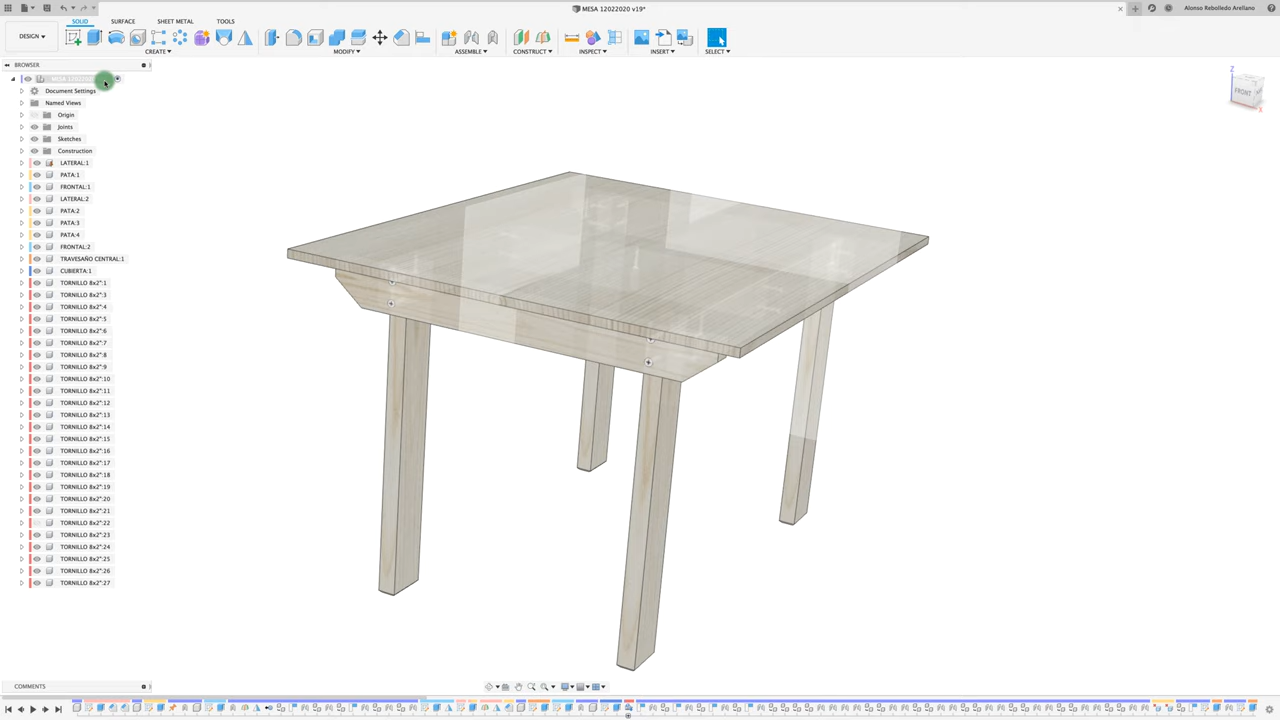 MESA 12022020 v19*
Alonso Rebolledo Arellano
SOLID
SURFACE
SHEET METAL
TOOLS
DESIGN
CREATE
MODIFY
ASSEMBLE
CONSTRUCT
INSPECT
INSERT
SELECT
BROWSER
Document Settings
Named Views
Origin
Joints
Sketches
Construction
LATERAL:1
PATA:1
FRONTAL:1
LATERAL:2
PATA:2
PATA:3
PATA:4
FRONTAL:2
TRAVESAÑO CENTRAL:1
CUBIERTA:1
TORNILLO 8x2":1
TORNILLO 8x2":3
TORNILLO 8x2":4
TORNILLO 8x2":5
TORNILLO 8x2":6
TORNILLO 8x2":7
TORNILLO 8x2":8
TORNILLO 8x2":9
TORNILLO 8x2":10
TORNILLO 8x2":11
TORNILLO 8x2":12
TORNILLO 8x2":13
TORNILLO 8x2":14
TORNILLO 8x2":15
TORNILLO 8x2":16
TORNILLO 8x2":17
TORNILLO 8x2":18
TORNILLO 8x2":19
TORNILLO 8x2":20
TORNILLO 8x2":21
TORNILLO 8x2":22
TORNILLO 8x2":23
TORNILLO 8x2":24
TORNILLO 8x2":25
TORNILLO 8x2":26
TORNILLO 8x2":27
Z
FRONT
X
COMMENTS